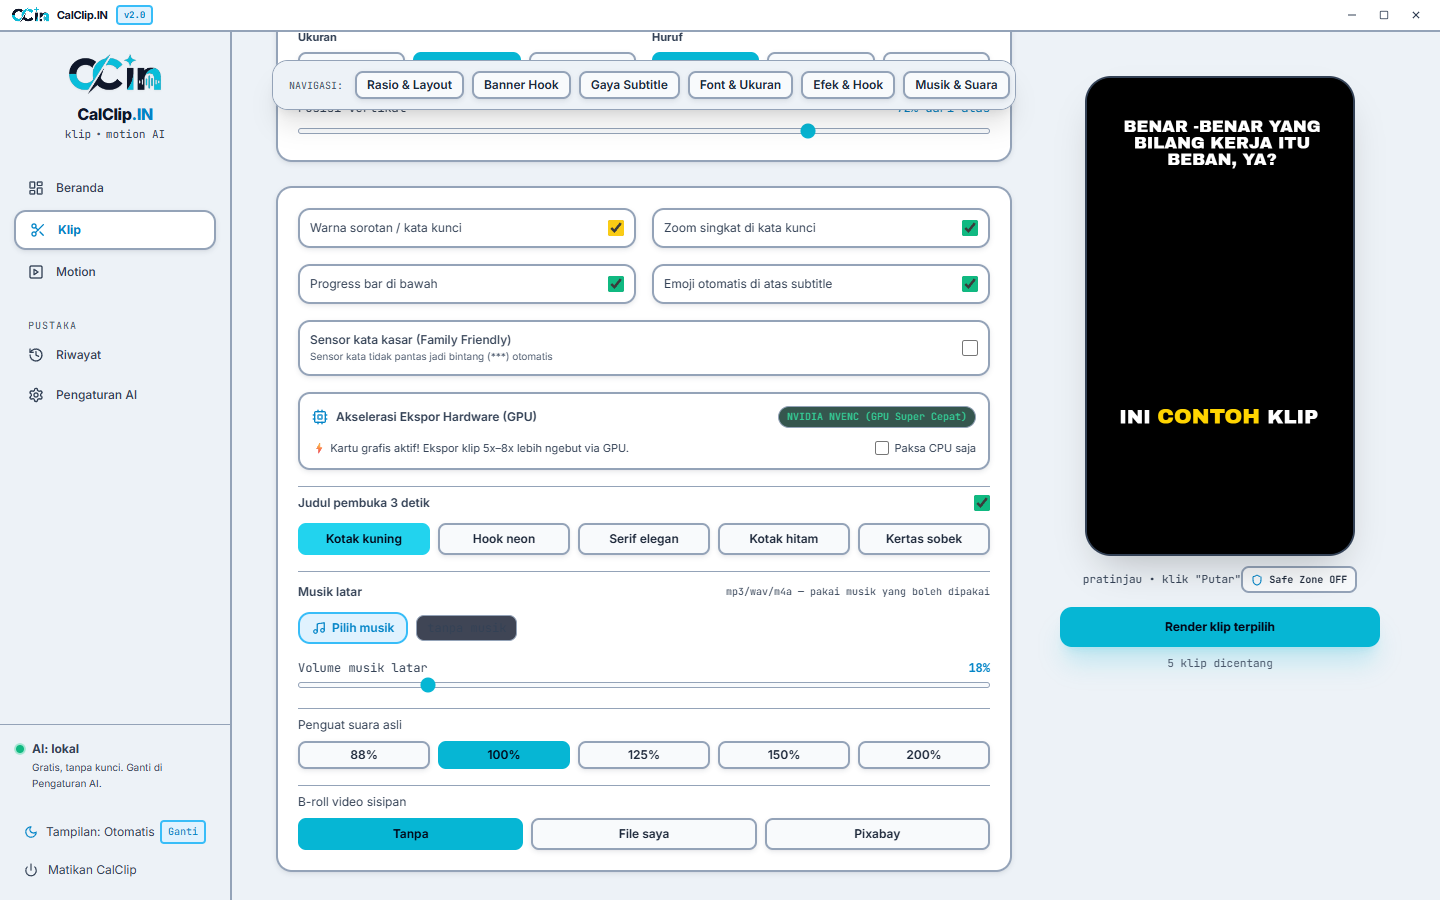 CCin CalClip.IN v2.0
CCin
CalClip.IN
klip • motion AI
Beranda
Klip
Motion
PUSTAKA
Riwayat
Pengaturan AI
AI: lokal
Gratis, tanpa kunci. Ganti di
Pengaturan AI.
Tampilan: Otomatis Ganti
Matikan CalClip
Ukuran Huruf
NAVIGASI: Rasio & Layout Banner Hook Gaya Subtitle Font & Ukuran Efek & Hook Musik & Suara
Posisi vertikal 72% dari atas
Warna sorotan / kata kunci
Zoom singkat di kata kunci
Progress bar di bawah
Emoji otomatis di atas subtitle
Sensor kata kasar (Family Friendly)
Sensor kata tidak pantas jadi bintang (***) otomatis
Akselerasi Ekspor Hardware (GPU) NVIDIA NVENC (GPU Super Cepat)
Kartu grafis aktif! Ekspor klip 5x–8x lebih ngebut via GPU. Paksa CPU saja
Judul pembuka 3 detik
Kotak kuning Hook neon Serif elegan Kotak hitam Kertas sobek
Musik latar mp3/wav/m4a — pakai musik yang boleh dipakai
Pilih musik
Volume musik latar 18%
Penguat suara asli
88% 100% 125% 150% 200%
B-roll video sisipan
Tanpa File saya Pixabay
BENAR -BENAR YANG
BILANG KERJA ITU
BEBAN, YA?
INI CONTOH KLIP
pratinjau • klik "Putar" Safe Zone OFF
Render klip terpilih
5 klip dicentang